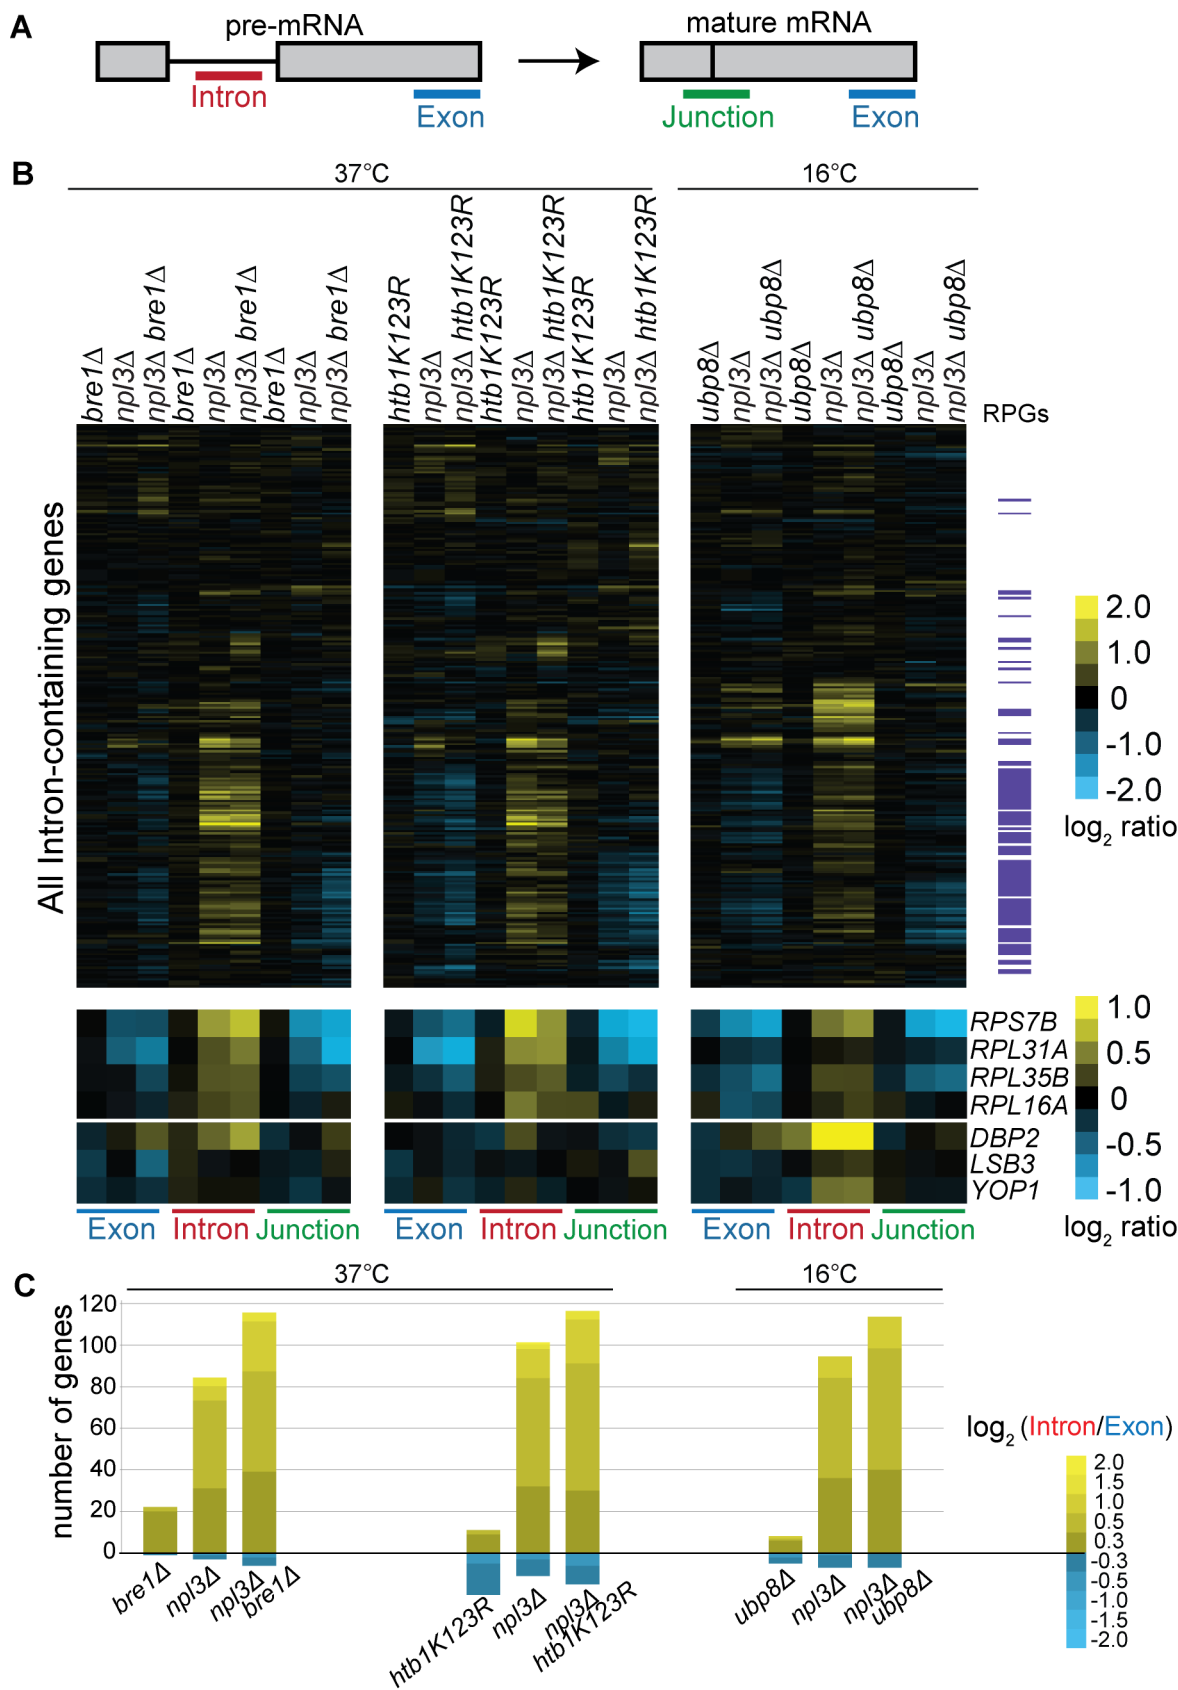 A
pre-mRNA
mature mRNA
Intron
Exon
Junction
Exon
B
37°C
16°C
bre1Δ
npl3Δ
npl3Δ bre1Δ
bre1Δ
npl3Δ
npl3Δ bre1Δ
bre1Δ
npl3Δ
npl3Δ bre1Δ
htb1K123R
npl3Δ
npl3Δ htb1K123R
htb1K123R
npl3Δ
npl3Δ htb1K123R
htb1K123R
npl3Δ
npl3Δ htb1K123R
ubp8Δ
npl3Δ
npl3Δ ubp8Δ
ubp8Δ
npl3Δ
npl3Δ ubp8Δ
ubp8Δ
npl3Δ
npl3Δ ubp8Δ
RPGs
All Intron-containing genes
2.0
1.0
0
-1.0
-2.0
log2 ratio
RPS7B
RPL31A
RPL35B
RPL16A
DBP2
LSB3
YOP1
1.0
0.5
0
-0.5
-1.0
log2 ratio
Exon Intron Junction
Exon Intron Junction
Exon Intron Junction
C
37°C
16°C
number of genes
120
100
80
60
40
20
0
bre1Δ
npl3Δ
npl3Δ
bre1Δ
htb1K123R
npl3Δ
npl3Δ
htb1K123R
ubp8Δ
npl3Δ
npl3Δ
ubp8Δ
log2 (Intron/Exon)
2.0
1.5
1.0
0.5
0.3
-0.3
-0.5
-1.0
-1.5
-2.0